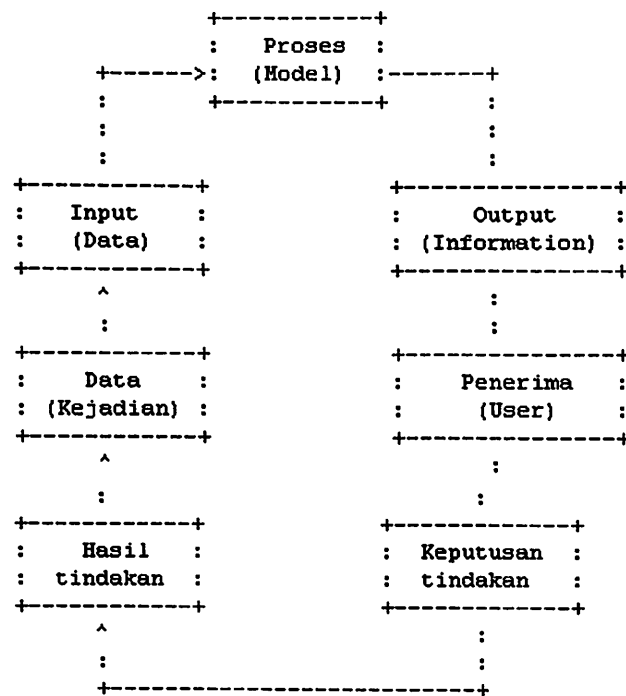 Proses
(Model)
Input
(Data)
Output
(Information)
Data
(Kejadian)
Penerima
(User)
Hasil
tindakan
Keputusan
tindakan